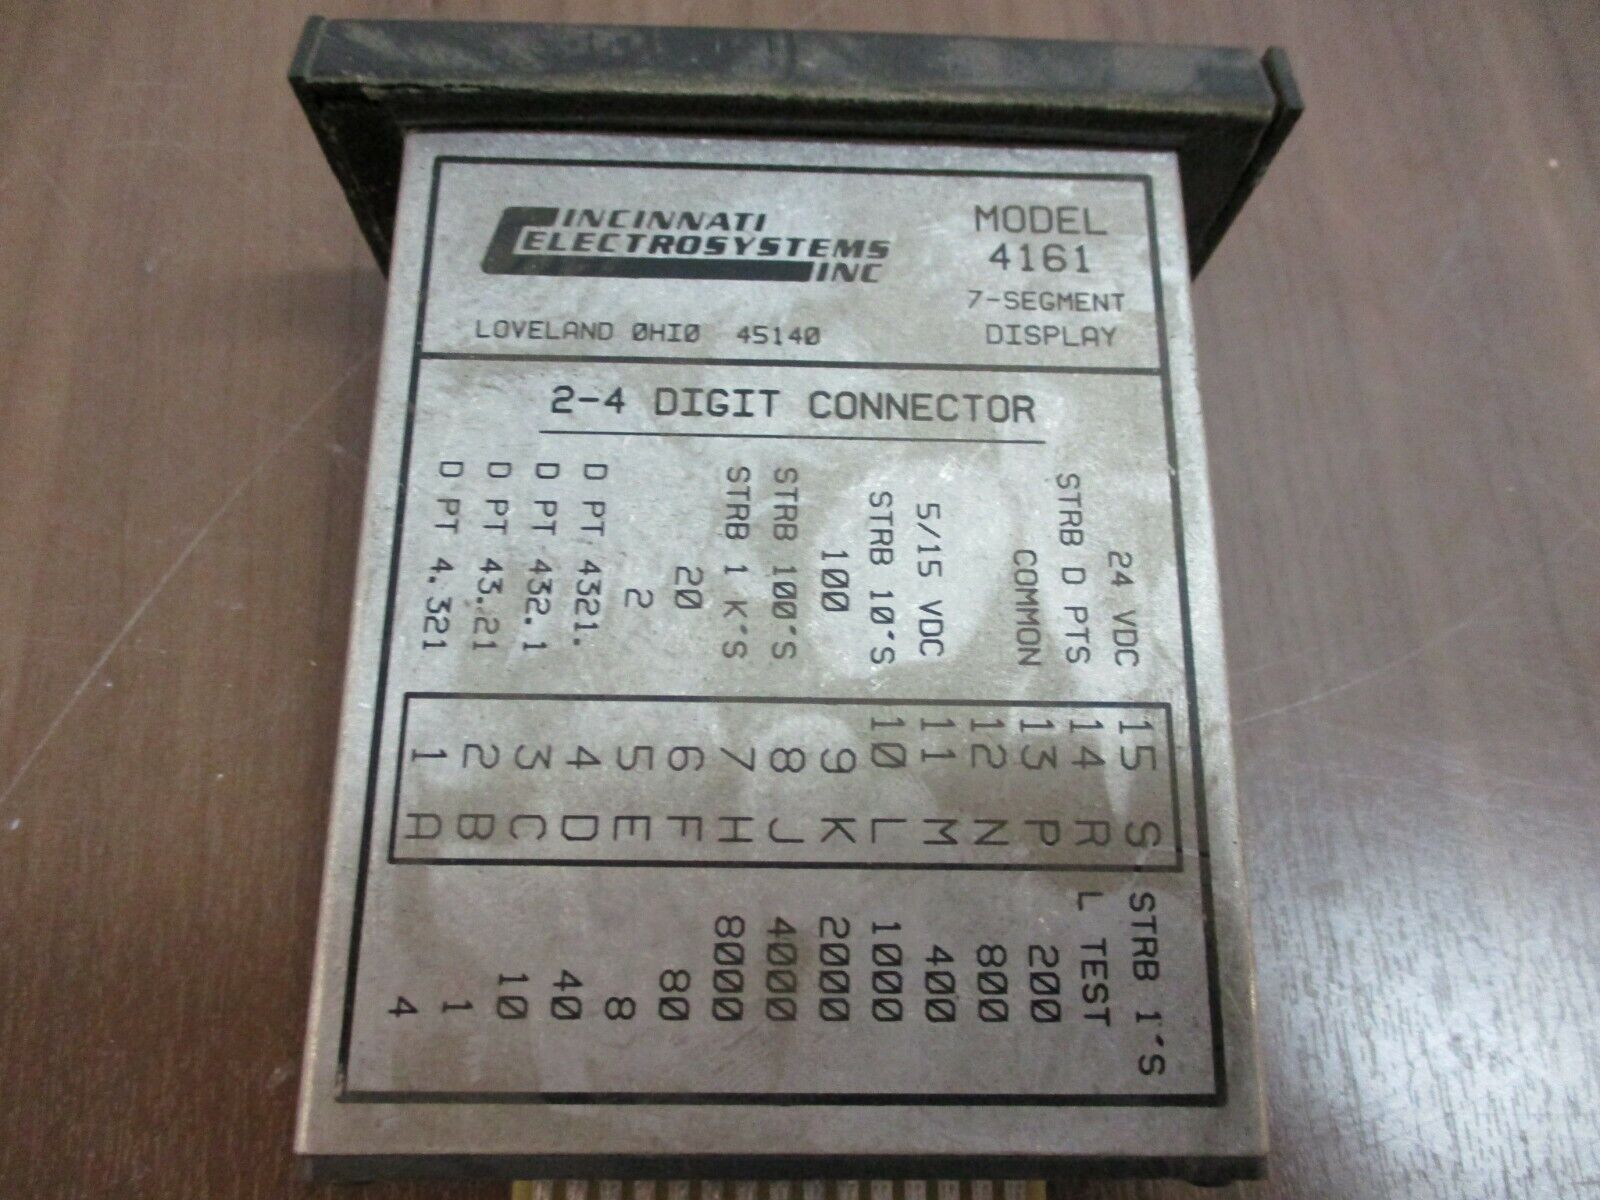 CINCINNATI
ELECTROSYSTEMS
INC
LOVELAND OHIO 45140
MODEL
4161
7-SEGMENT
DISPLAY
2-4 DIGIT CONNECTOR
24 VDC 15 S STRB 1'S
STRB D PTS 14 R L TEST
COMMON 13 P 200
12 N 800
5/15 VDC 11 M 400
STRB 10'S 10 L 1000
100 9 K 2000
STRB 100'S 8 J 4000
STRB 1 K'S 7 H 8000
20 6 F 80
2 5 E 8
D PT 4321. 4 D 40
D PT 432.1 3 C 10
D PT 43.21 2 B 1
D PT 4.321 1 A 4